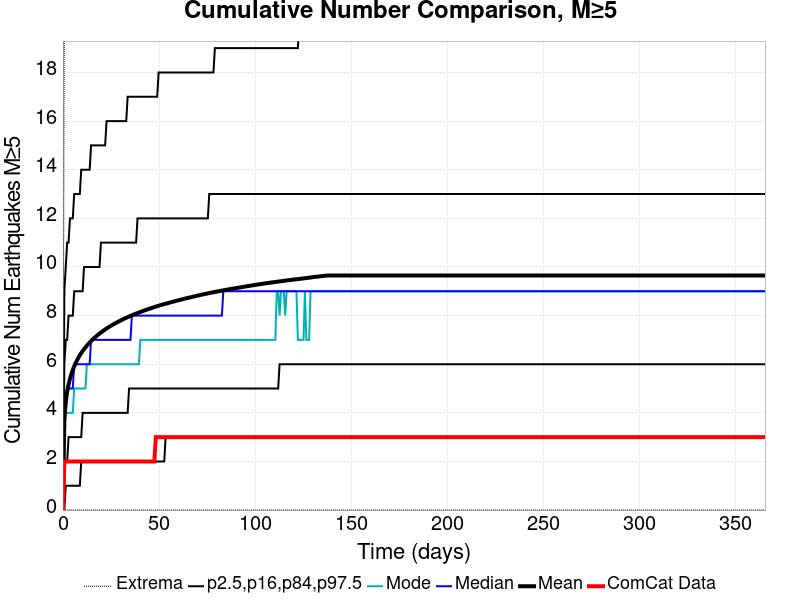 Cumulative Number Comparison, M≥5
Cumulative Num Earthquakes M≥5
18
16
14
12
10
8
6
4
2
0
0 50 100 150 200 250 300 350
Time (days)
Extrema p2.5,p16,p84,p97.5 Mode Median Mean ComCat Data